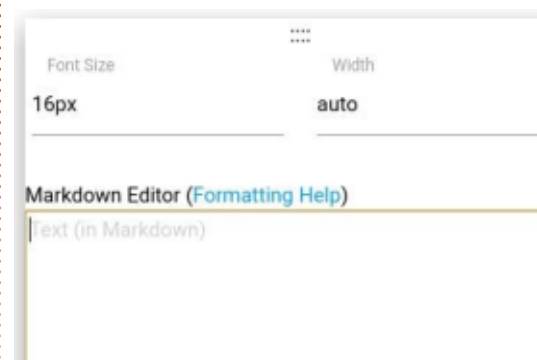 Font Size Width
16px auto
Markdown Editor (Formatting Help)
Text (in Markdown)